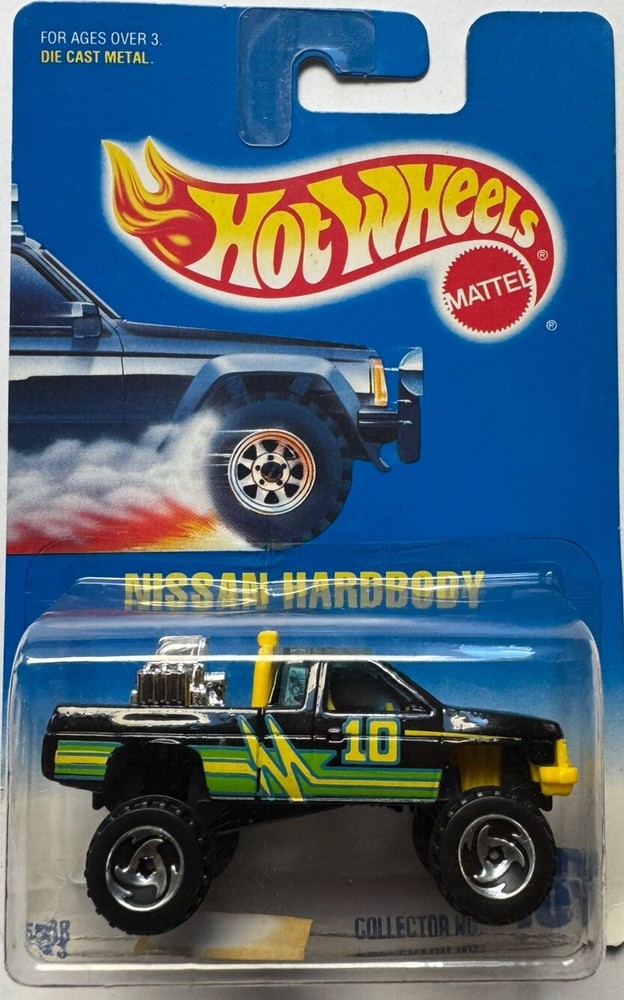 FOR AGES OVER 3.
DIE CAST METAL.
HOT WHEELS
®
MATTEL
®
NISSAN HARDBODY
10
COLLECTOR NO.